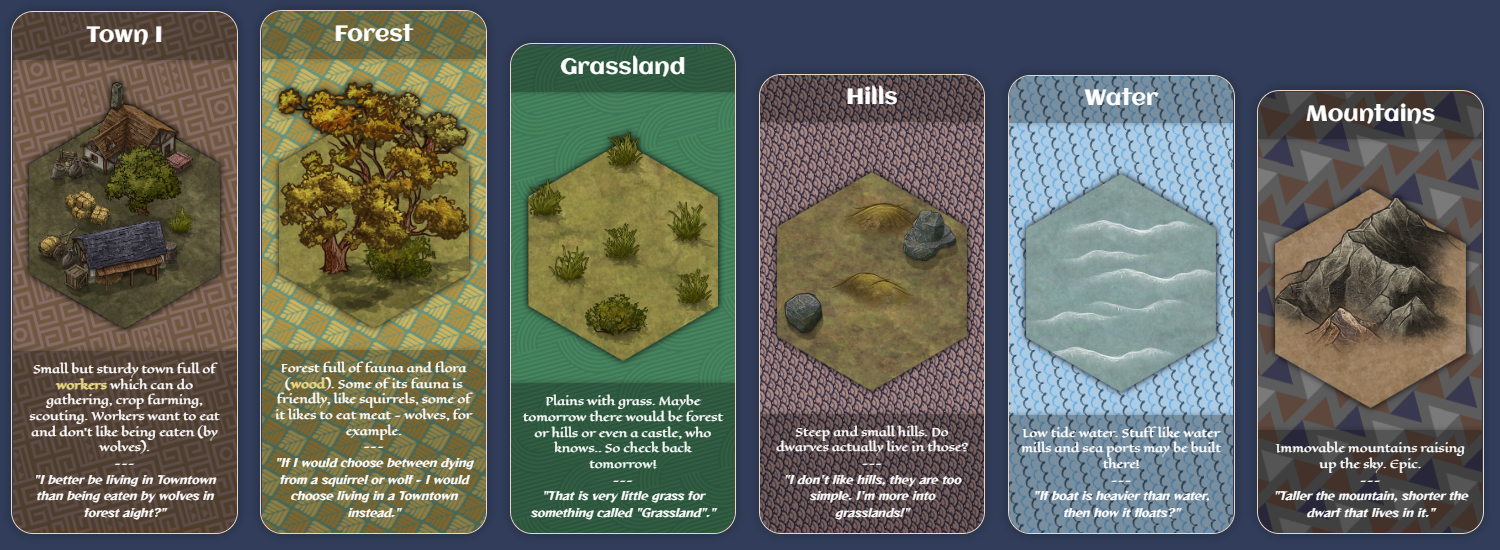 Town I
Small but sturdy town full of
workers which can do
gathering, crop farming,
scouting. Workers want to eat
and don't like being eaten (by
wolves).
---
"I better be living in Towntown
than being eaten by wolves in
forest aight?"
Forest
Forest full of fauna and flora
(wood). Some of its fauna is
friendly, like squirrels, some of
it likes to eat meat - wolves, for
example.
---
"If I would choose between dying
from a squirrel or wolf - I would
choose living in a Towntown
instead."
Grassland
Plains with grass. Maybe
tomorrow there would be forest
or hills or even a castle, who
knows.. So check back
tomorrow!
---
"That is very little grass for
something called "Grassland"."
Hills
Steep and small hills. Do
dwarves actually live in those?
---
"I don't like hills, they are too
simple. I'm more into
grasslands!"
Water
Low tide water. Stuff like water
mills and sea ports may be built
there!
---
"If boat is heavier than water,
then how it floats?"
Mountains
Immovable mountains raising
up the sky. Epic.
---
"Taller the mountain, shorter the
dwarf that lives in it."